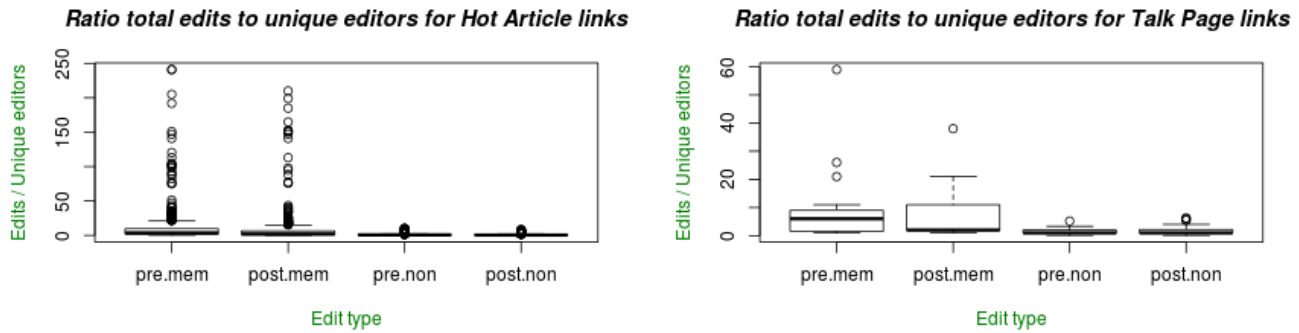 Ratio total edits to unique editors for Hot Article links
Edits / Unique editors
250
150
50
0
pre.mem post.mem pre.non post.non
Edit type
Ratio total edits to unique editors for Talk Page links
Edits / Unique editors
60
40
20
0
pre.mem post.mem pre.non post.non
Edit type